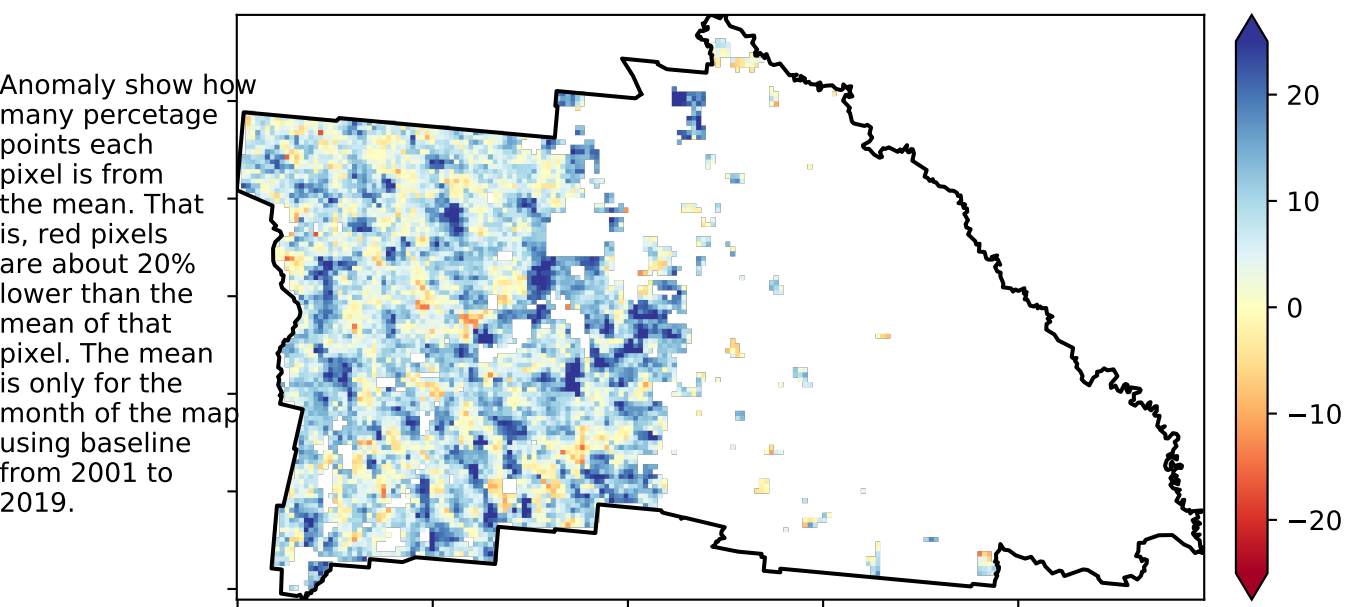 Anomaly show how
many percetage
points each
pixel is from
the mean. That
is, red pixels
are about 20%
lower than the
mean of that
pixel. The mean
is only for the
month of the map
using baseline
from 2001 to
2019.
20
10
0
−10
−20